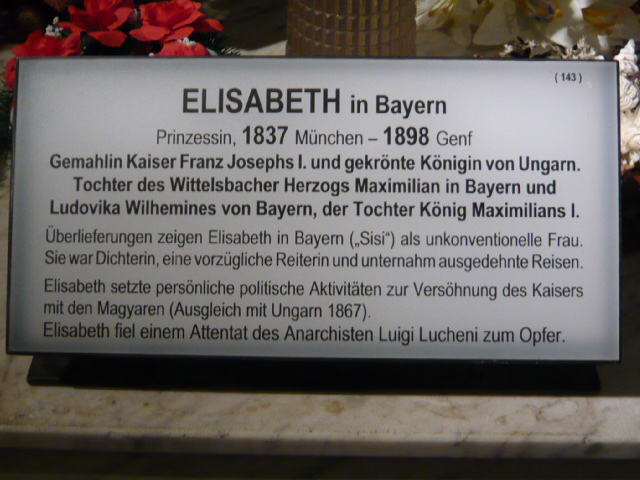 ( 143 )
ELISABETH in Bayern
Prinzessin, 1837 München – 1898 Genf
Gemahlin Kaiser Franz Josephs I. und gekrönte Königin von Ungarn.
Tochter des Wittelsbacher Herzogs Maximilian in Bayern und
Ludovika Wilhemines von Bayern, der Tochter König Maximilians I.
Überlieferungen zeigen Elisabeth in Bayern („Sisi“) als unkonventionelle Frau.
Sie war Dichterin, eine vorzügliche Reiterin und unternahm ausgedehnte Reisen.
Elisabeth setzte persönliche politische Aktivitäten zur Versöhnung des Kaisers
mit den Magyaren (Ausgleich mit Ungarn 1867).
Elisabeth fiel einem Attentat des Anarchisten Luigi Lucheni zum Opfer.